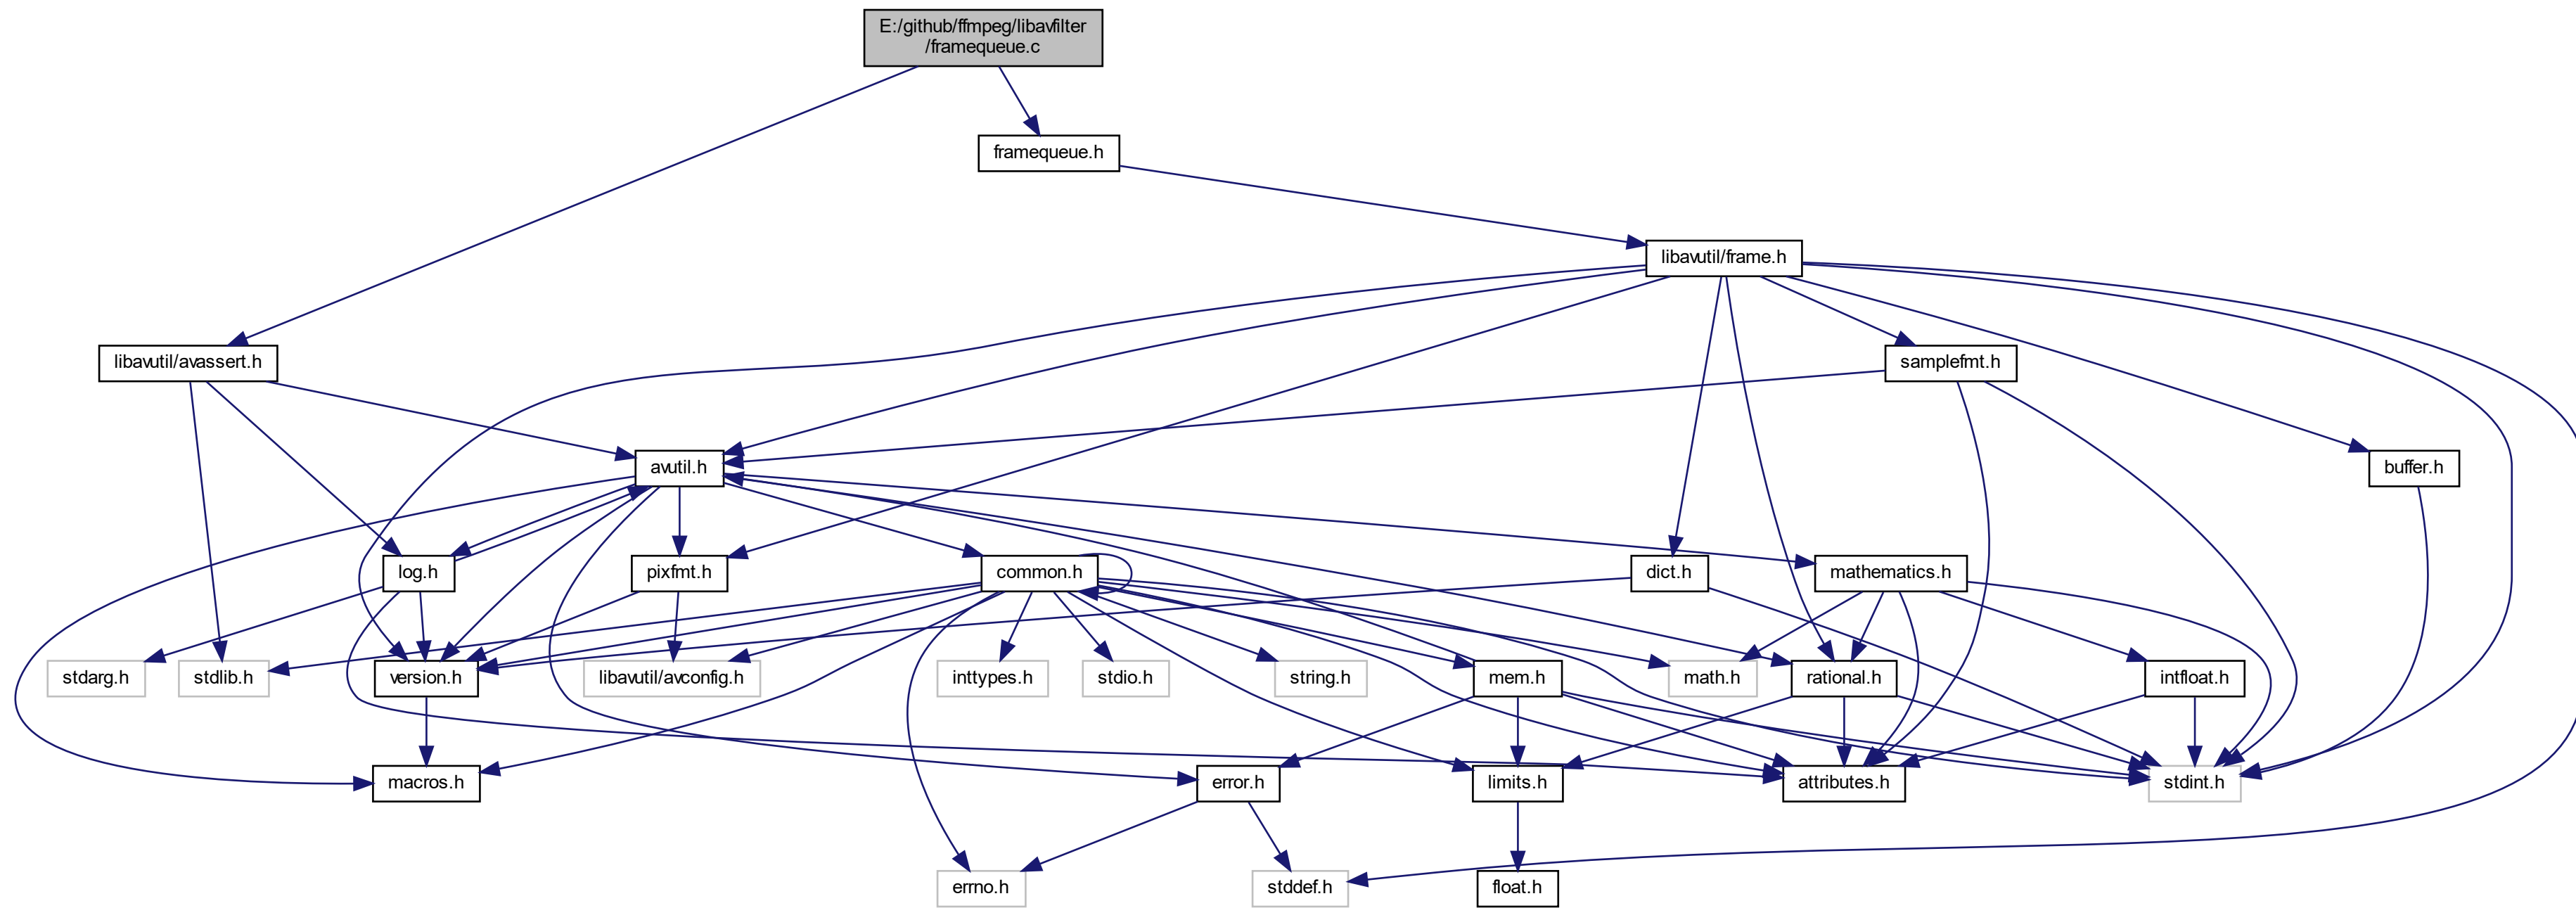 E:/github/ffmpeg/libavfilter
/framequeue.c
framequeue.h
libavutil/frame.h
libavutil/avassert.h
samplefmt.h
avutil.h
buffer.h
log.h
pixfmt.h
common.h
dict.h
mathematics.h
stdarg.h
stdlib.h
version.h
libavutil/avconfig.h
inttypes.h
stdio.h
string.h
mem.h
math.h
rational.h
intfloat.h
macros.h
error.h
limits.h
attributes.h
stdint.h
errno.h
stddef.h
float.h